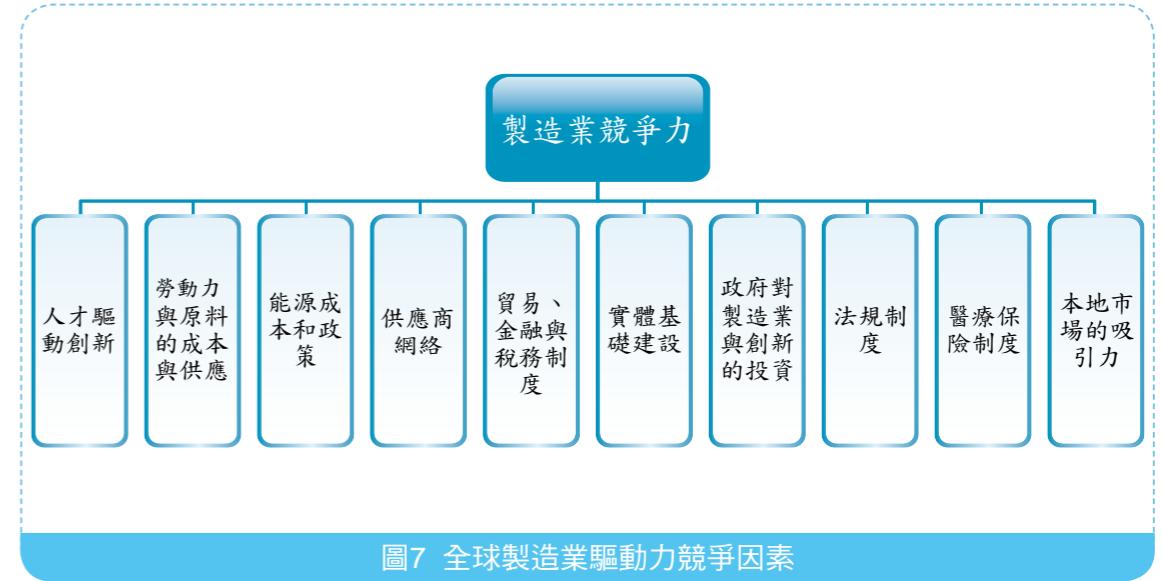 製造業競爭力
人才驅
動創新
勞動力
與原料
的成本
與供應
能源成
本和政
策
供應商
網絡
貿易、
金融與
稅務制
度
實體基
礎建設
政府對
製造業
與創新
的投資
法規制
度
醫療保
險制度
本地市
場的吸
引力
圖7 全球製造業驅動力競爭因素